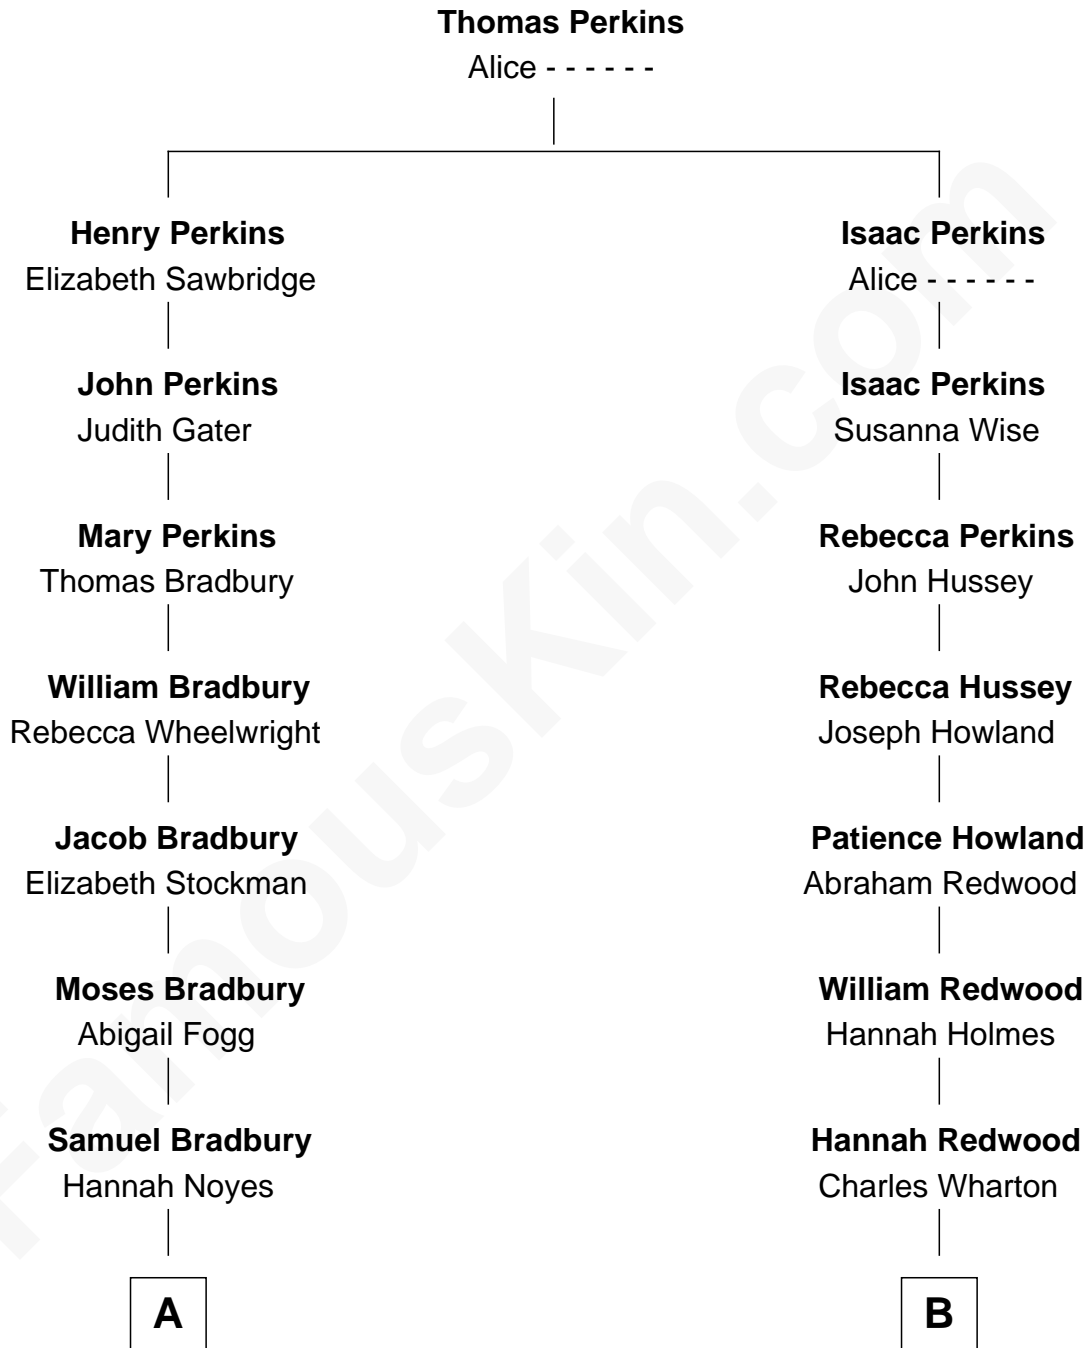 Thomas Perkins
Alice - - - - - -
Henry Perkins
Elizabeth Sawbridge
John Perkins
Judith Gater
Mary Perkins
Thomas Bradbury
William Bradbury
Rebecca Wheelwright
Jacob Bradbury
Elizabeth Stockman
Moses Bradbury
Abigail Fogg
Samuel Bradbury
Hannah Noyes
A
Isaac Perkins
Alice - - - - - -
Isaac Perkins
Susanna Wise
Rebecca Perkins
John Hussey
Rebecca Hussey
Joseph Howland
Patience Howland
Abraham Redwood
William Redwood
Hannah Holmes
Hannah Redwood
Charles Wharton
B
FamousKin.com